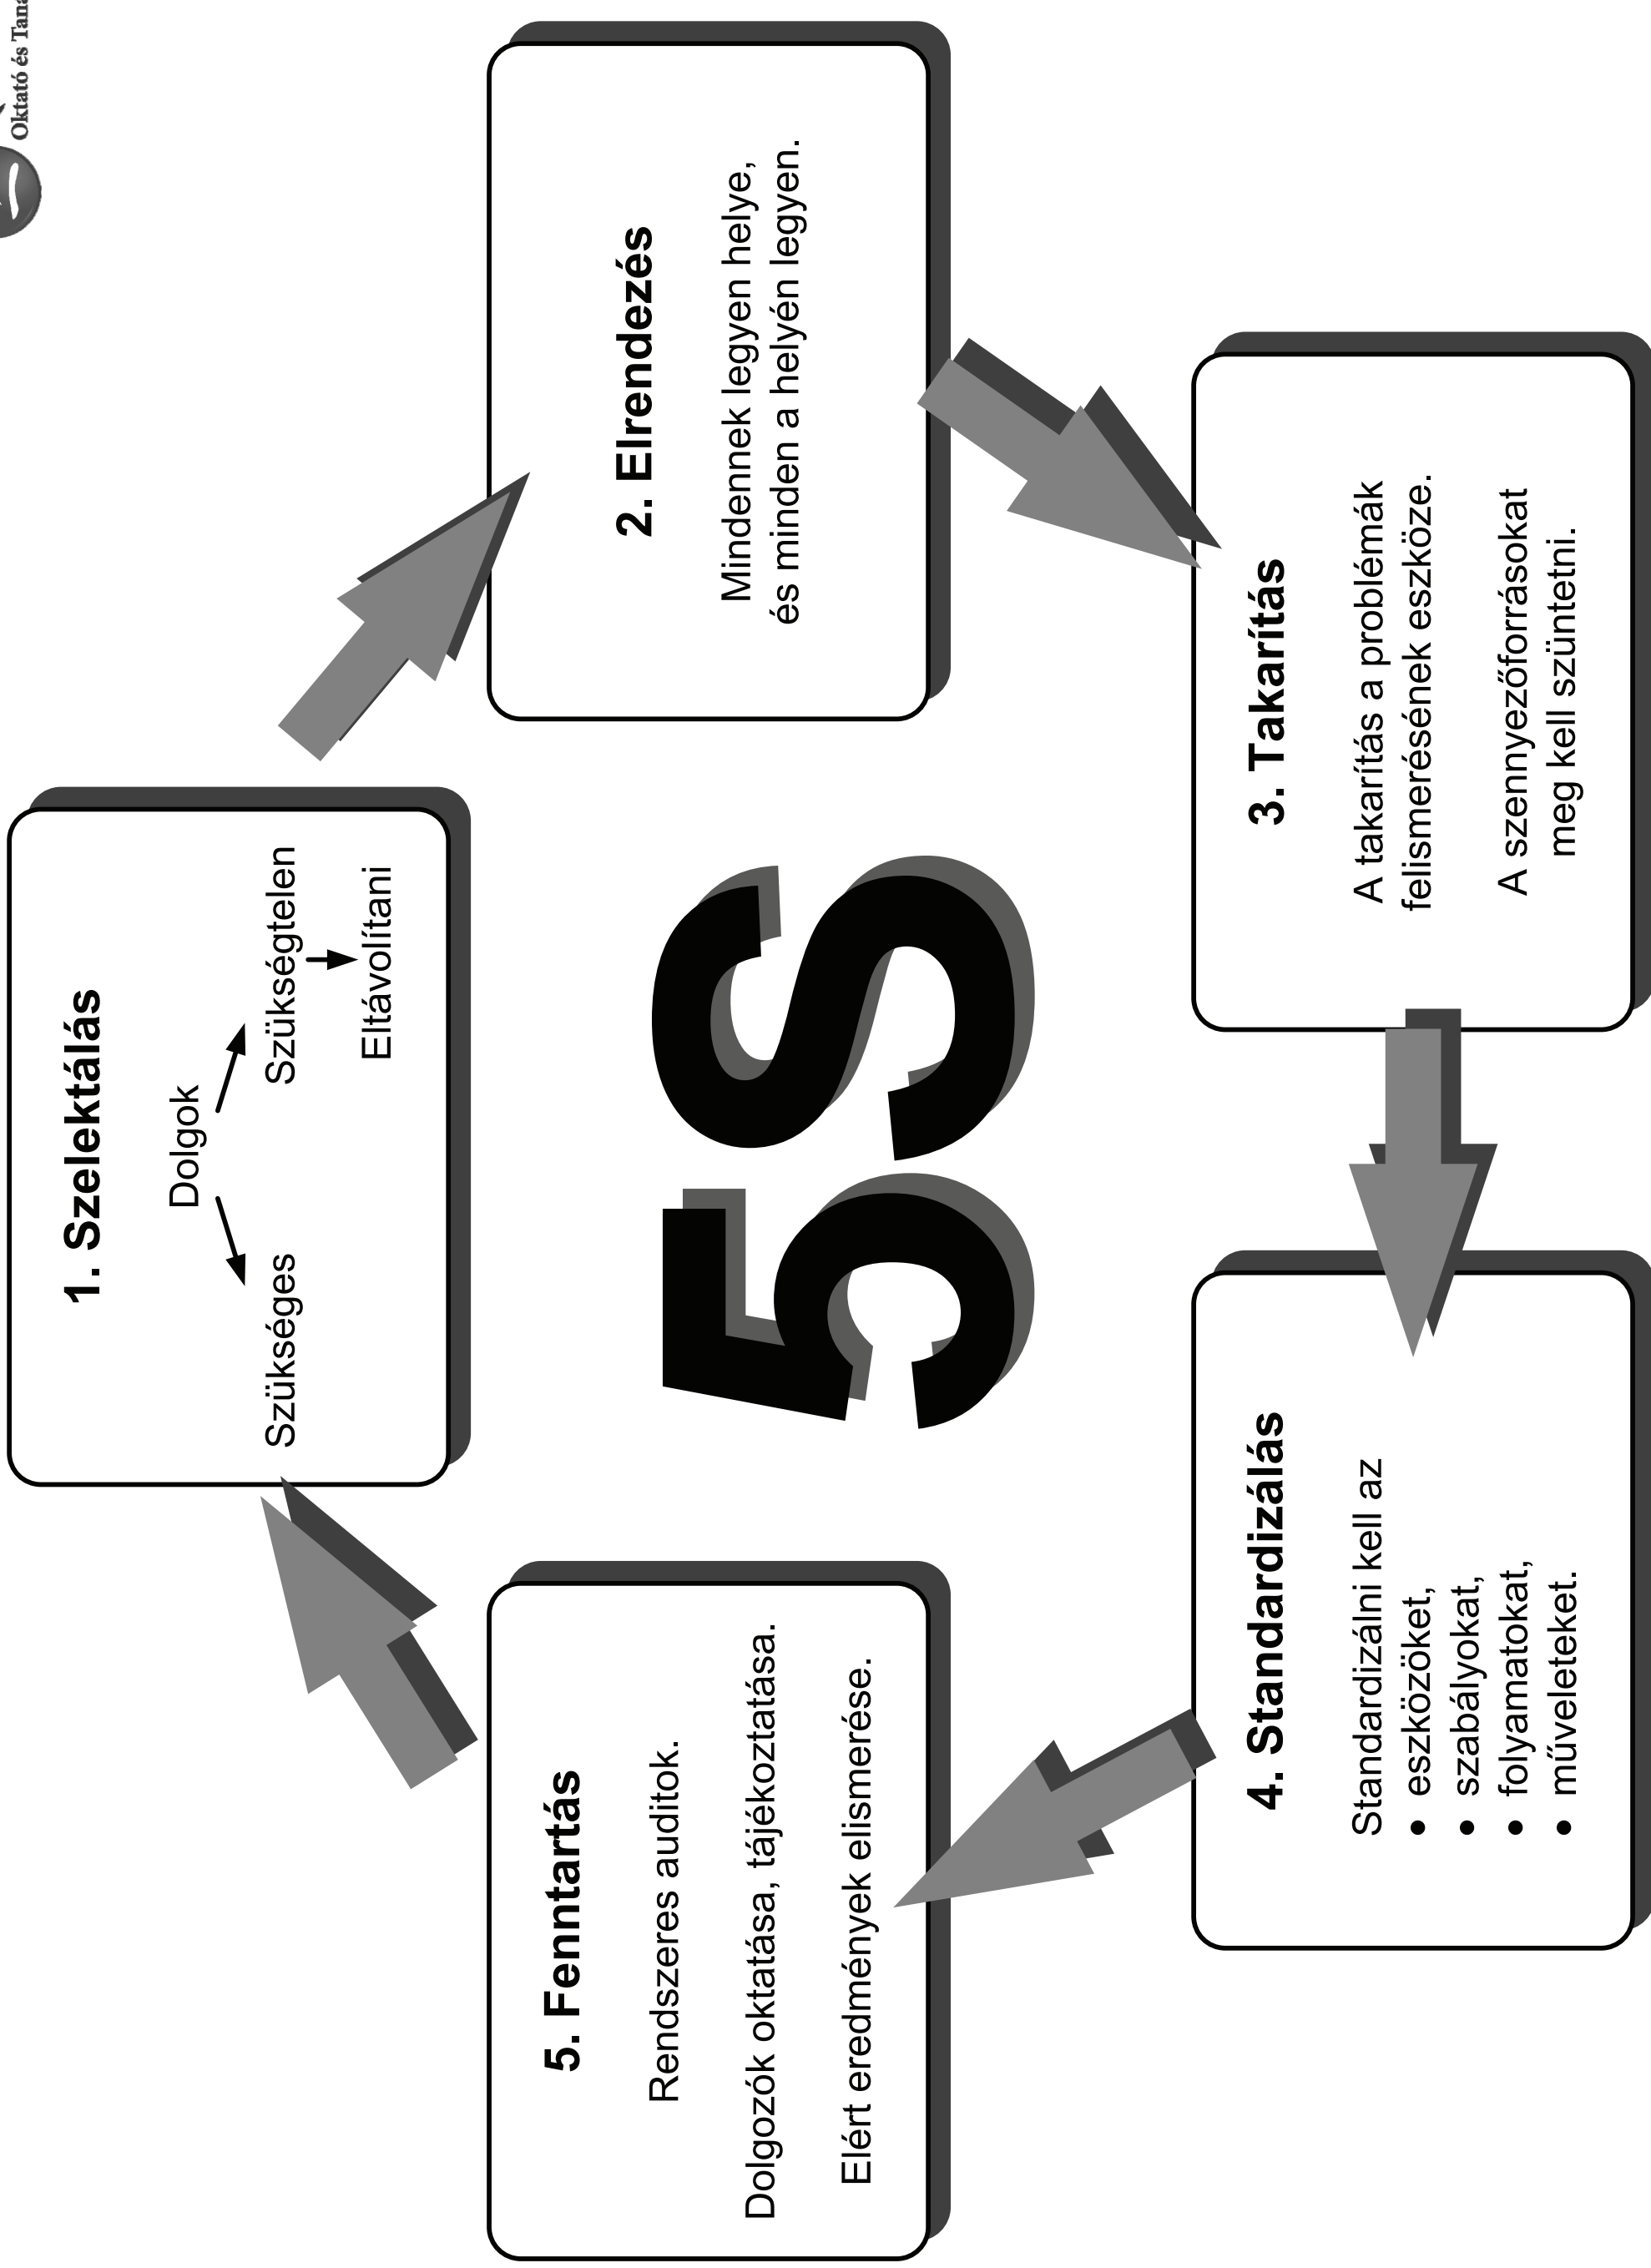 Oktató és
1. Szelektálás
Dolgok
Szükséges
Szükségtelen
Eltávolítani
2. Elrendezés
Mindennek legyen helye,
és minden a helyén legyen.
3. Takarítás
A takarítás a problémák
felismerésének eszköze.
A szennyezőforrásokat
meg kell szüntetni.
4. Standardizálás
Standardizálni kell az
• eszközöket,
• szabályokat,
• folyamatokat,
• műveleteket.
5. Fenntartás
Rendszeres auditok.
Dolgozók oktatása, tájékoztatása.
Elért eredmények elismerése.
5S